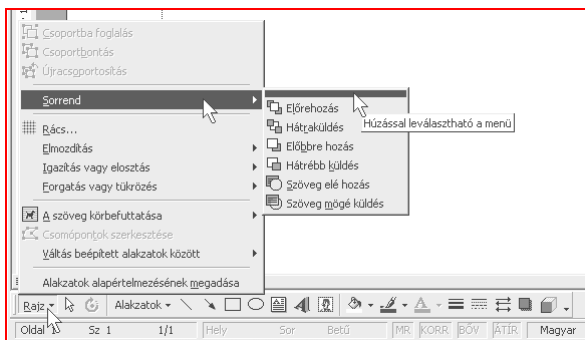 Csoportba foglalás
Csoportbontás
Újracsoportosítás
Sorrend
Rács...
Elmozdítás
Igazítás vagy elosztás
Forgatás vagy tükrözés
A szöveg körbefuttatása
Csomópontok szerkesztése
Váltás beépített alakzatok között
Alakzatok alapértelmezésének megadása
Előrehozás
Hátraküldés
Előbbre hozás
Hátrébb küldés
Szöveg elé hozás
Szöveg mögé küldés
Húzással leválasztható a menü
Rajz Alakzatok
Oldal 1 Sz 1 1/1 Hely Sor Betű MR KORR BŐV ÁTÍR Magyar